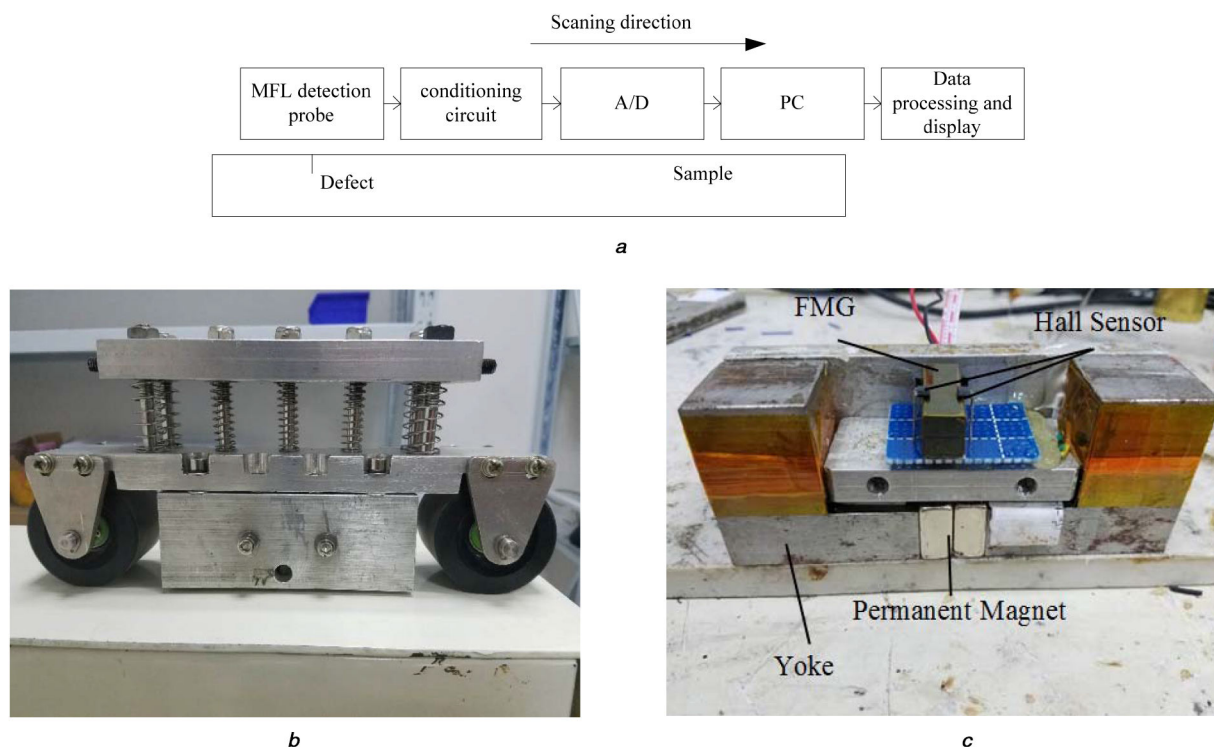 Scaning direction
MFL detection
probe
conditioning
circuit
A/D
PC
Data
processing and
display
Defect
Sample
a
FMG
Hall Sensor
Permanent Magnet
Yoke
b
c